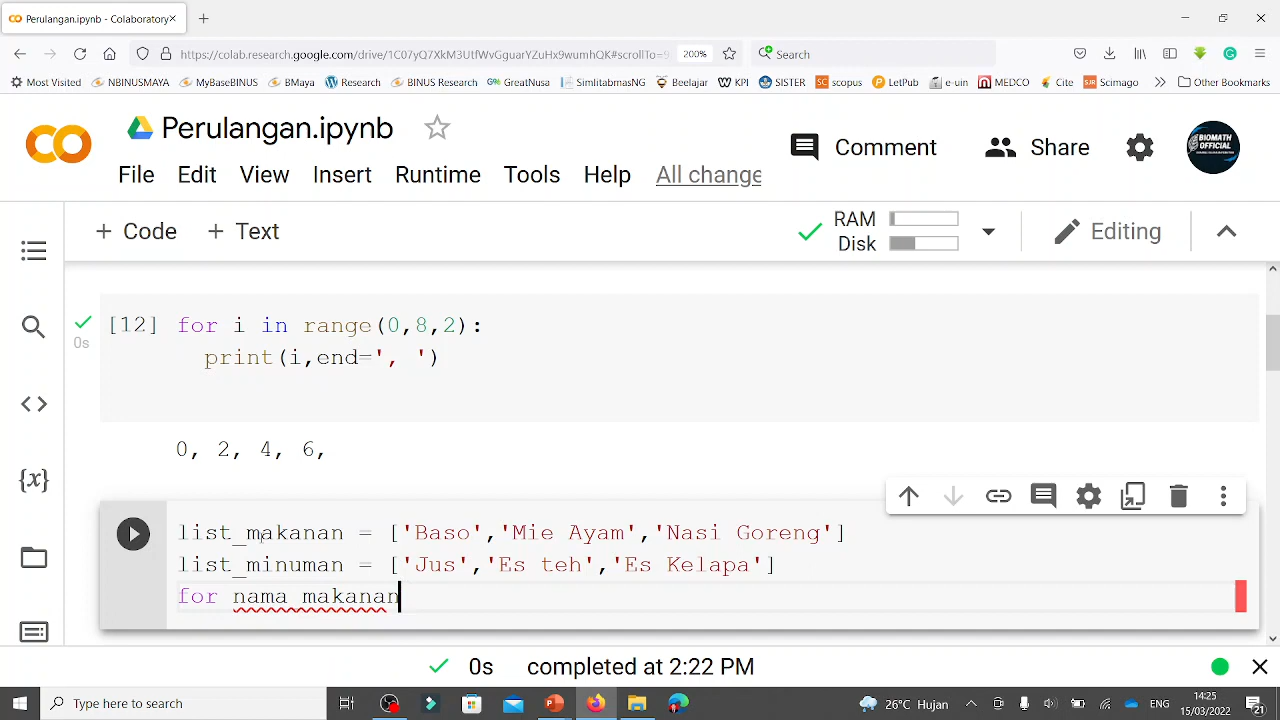 Perulangan.ipynb - Colaboratory
https://colab.research.google.com/drive/1C07yQ7XkM3UtfWvGguarYZuHx9wumhQK#scrollTo=9 200% Search
Most Visited NBINUSMAYA MyBaseBINUS BMaya Research BINUS Research GreatNusa SimlitabmasNG Beelajar KPI SISTER scopus LetPub e-uin MEDCO Cite Scimago Other Bookmarks
Perulangan.ipynb
Comment Share
BIOMATH
OFFICIAL
File Edit View Insert Runtime Tools Help All change
+ Code + Text
RAM
Disk
Editing
[12] for i in range(0,8,2):
0s
print(i,end=', ')
0, 2, 4, 6,
{x}
list_makanan = ['Baso','Mie Ayam','Nasi Goreng']
list_minuman = ['Jus','Es teh','Es Kelapa']
for nama_makanan
0s completed at 2:22 PM
Type here to search
26°C Hujan
ENG
14:25
15/03/2022
21